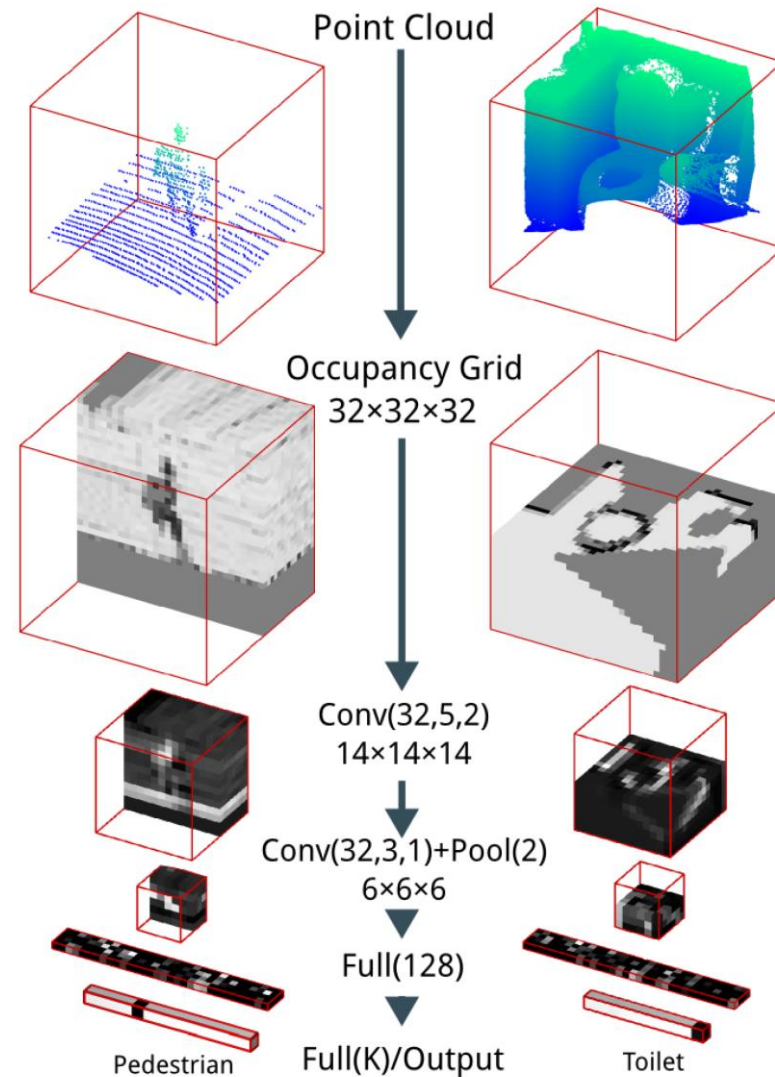 Point Cloud
Occupancy Grid
32×32×32
Conv(32,5,2)
14×14×14
Conv(32,3,1)+Pool(2)
6×6×6
Full(128)
Pedestrian
Full(K)/Output
Toilet